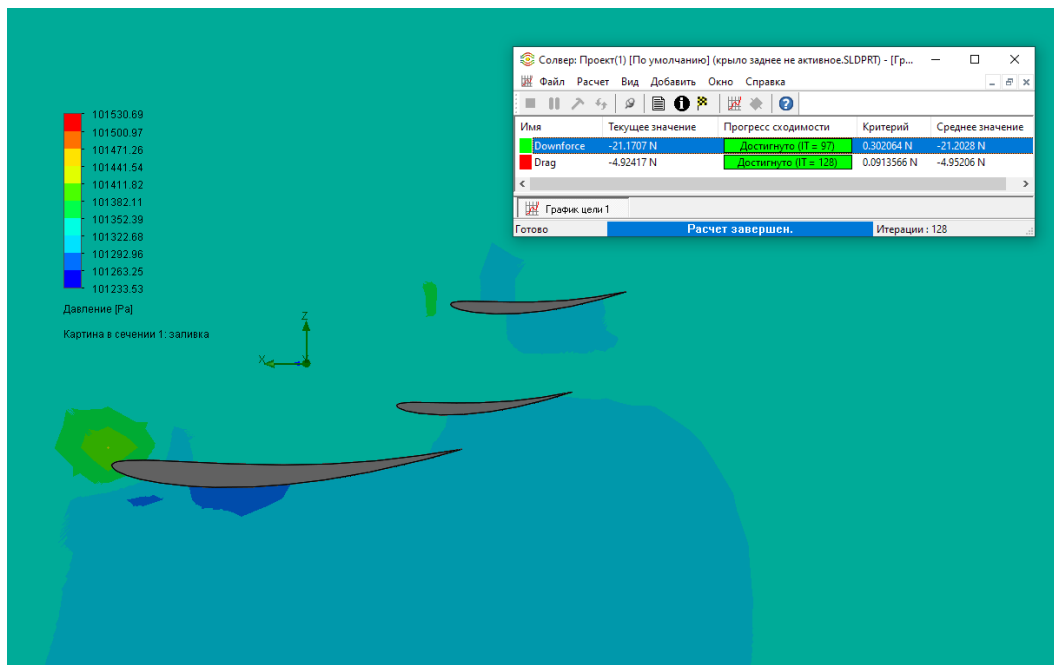 Солвер: Проект(1) [По умолчанию] (крыло заднее не активное.SLDPRT) - [Гр...
Файл Расчет Вид Добавить Окно Справка
Имя Текущее значение Прогресс сходимости Критерий Среднее значение
Downforce -21.1707 N Достигнуто (IT = 97) 0.302064 N -21.2028 N
Drag -4.92417 N Достигнуто (IT = 128) 0.0913566 N -4.95206 N
График цели 1
Готово Расчет завершен. Итерации : 128
101530.69
101500.97
101471.26
101441.54
101411.82
101382.11
101352.39
101322.68
101292.96
101263.25
101233.53
Давление [Pa]
Картина в сечении 1: заливка
Z
X